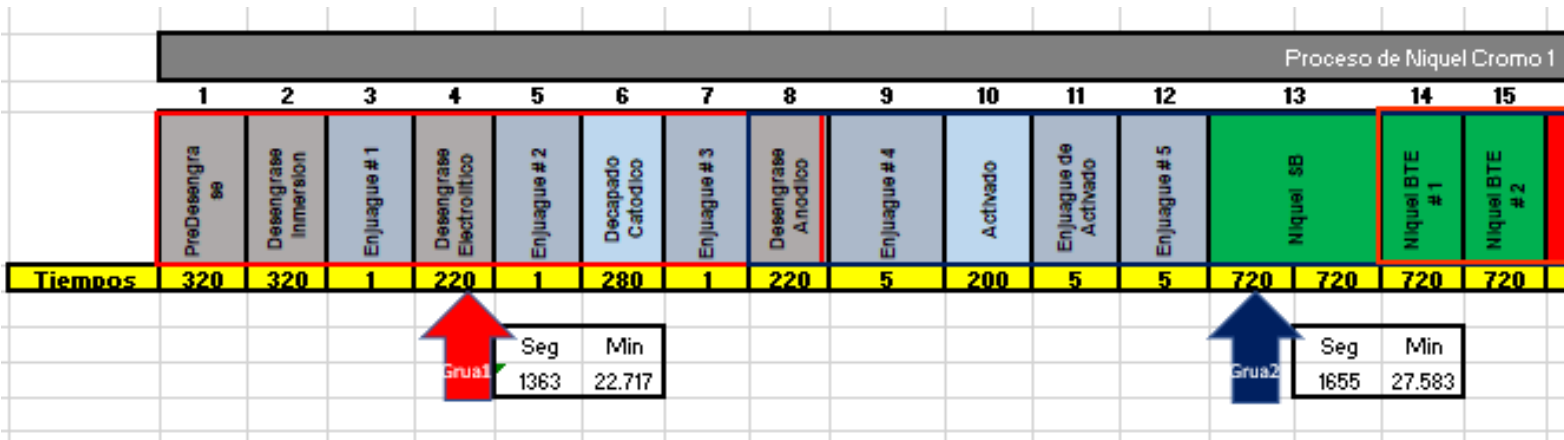 Proceso de Niquel Cromo 1
1 2 3 4 5 6 7 8 9 10 11 12 13 14 15
PreDesengra
se
Desengrase
Inmersion
Enjuague # 1
Desengrase
Electrolitico
Enjuague # 2
Decapado
Catodico
Enjuague # 3
Desengrase
Anodico
Enjuague # 4
Activado
Enjuague de
Activado
Enjuague # 5
Niquel SB
Niquel BTE
#1
Niquel BTE
#2
Tiempos 320 320 1 220 1 280 1 220 5 200 5 5 720 720 720 720
Seg Min
Grua1 1363 22.717
Seg Min
Grua2 1655 27.583